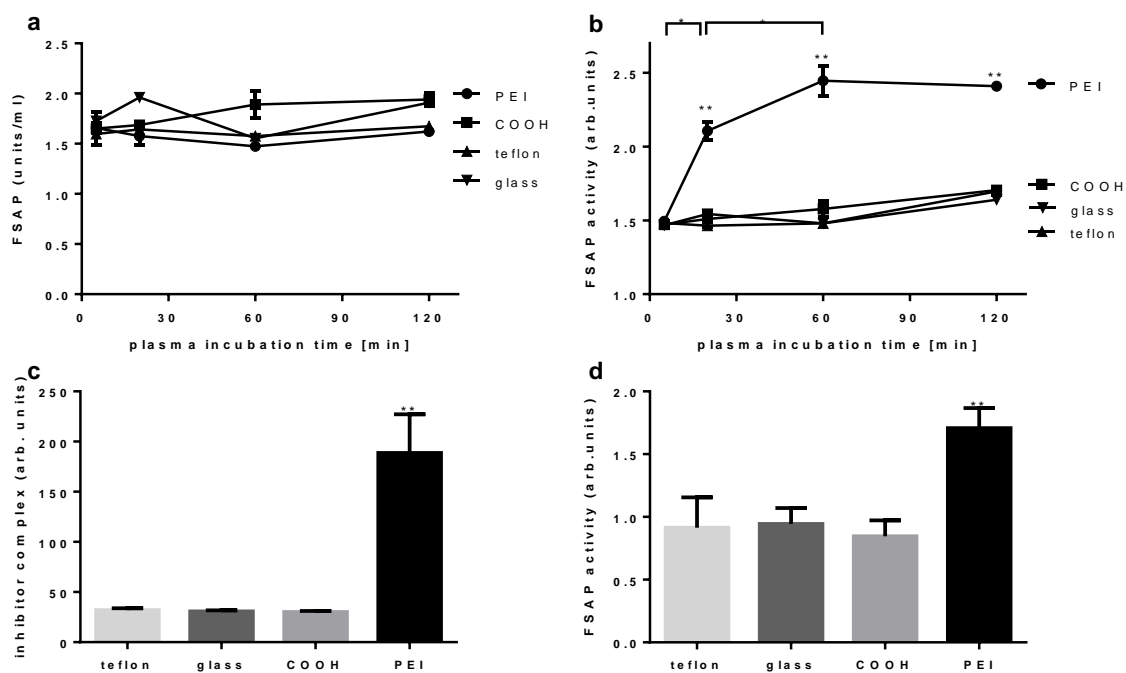 a
FSAP (units/ml)
2.5
2.0
1.5
1.0
0.5
0.0
0 30 60 90 120
plasma incubation time [min]
PEI
COOH
teflon
glass
b
FSAP activity (arb.units)
* *
2.5
2.0
1.5
1.0
**
**
**
0 30 60 90 120
plasma incubation time [min]
PEI
COOH
glass
teflon
c
inhibitor complex (arb. units)
250
200
150
100
50
0
**
teflon glass COOH PEI
d
FSAP activity (arb.units)
2.0
1.5
1.0
0.5
0.0
**
teflon glass COOH PEI